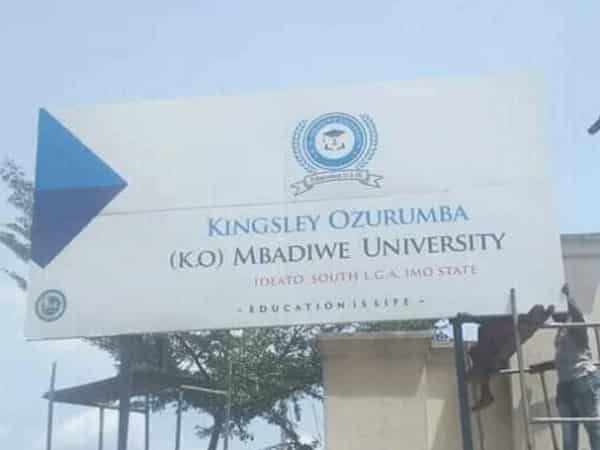 KINGSLEY OZURUMBA
(K.O) MBADIWE UNIVERSITY
IDEATO SOUTH L.G.A, IMO STATE
- EDUCATION IS LIFE -